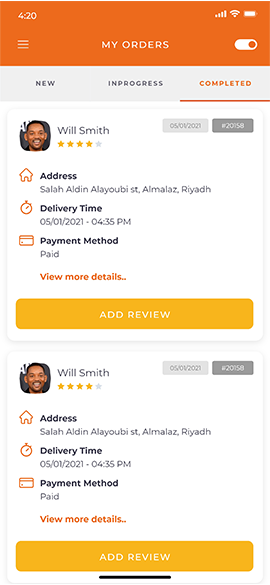 4:20
MY ORDERS
NEW INPROGRESS COMPLETED
Will Smith 05/01/2021 #20158
Address
Salah Aldin Alayoubi st, Almalaz, Riyadh
Delivery Time
05/01/2021 - 04:35 PM
Payment Method
Paid
View more details..
ADD REVIEW
Will Smith 05/01/2021 #20158
Address
Salah Aldin Alayoubi st, Almalaz, Riyadh
Delivery Time
05/01/2021 - 04:35 PM
Payment Method
Paid
View more details..
ADD REVIEW